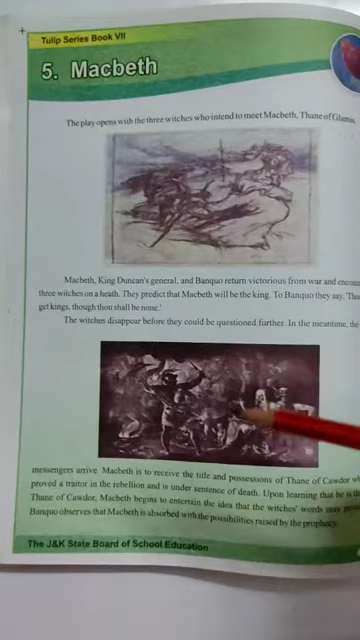 Tulip Series Book VII
5. Macbeth
The play opens with the three witches who intend to meet Macbeth, Thane of Glamis.
Macbeth, King Duncan's general, and Banquo return victorious from war and
three witches on a heath. They predict that Macbeth will be the king. To Banquo they say,
get kings, though thou shall be none.'
The witches disappear before they could be questioned further. In the meantime, the
messengers arrive. Macbeth is to receive the title and possessions of Thane of Cawdor
proved a traitor in the rebellion and is under sentence of death. Upon learning that he is
Thane of Cawdor, Macbeth begins to entertain the idea that the witches' words may
Banquo observes that Macbeth is absorbed with the possibilities raised by the prophecy.
The J&K State Board of School Education